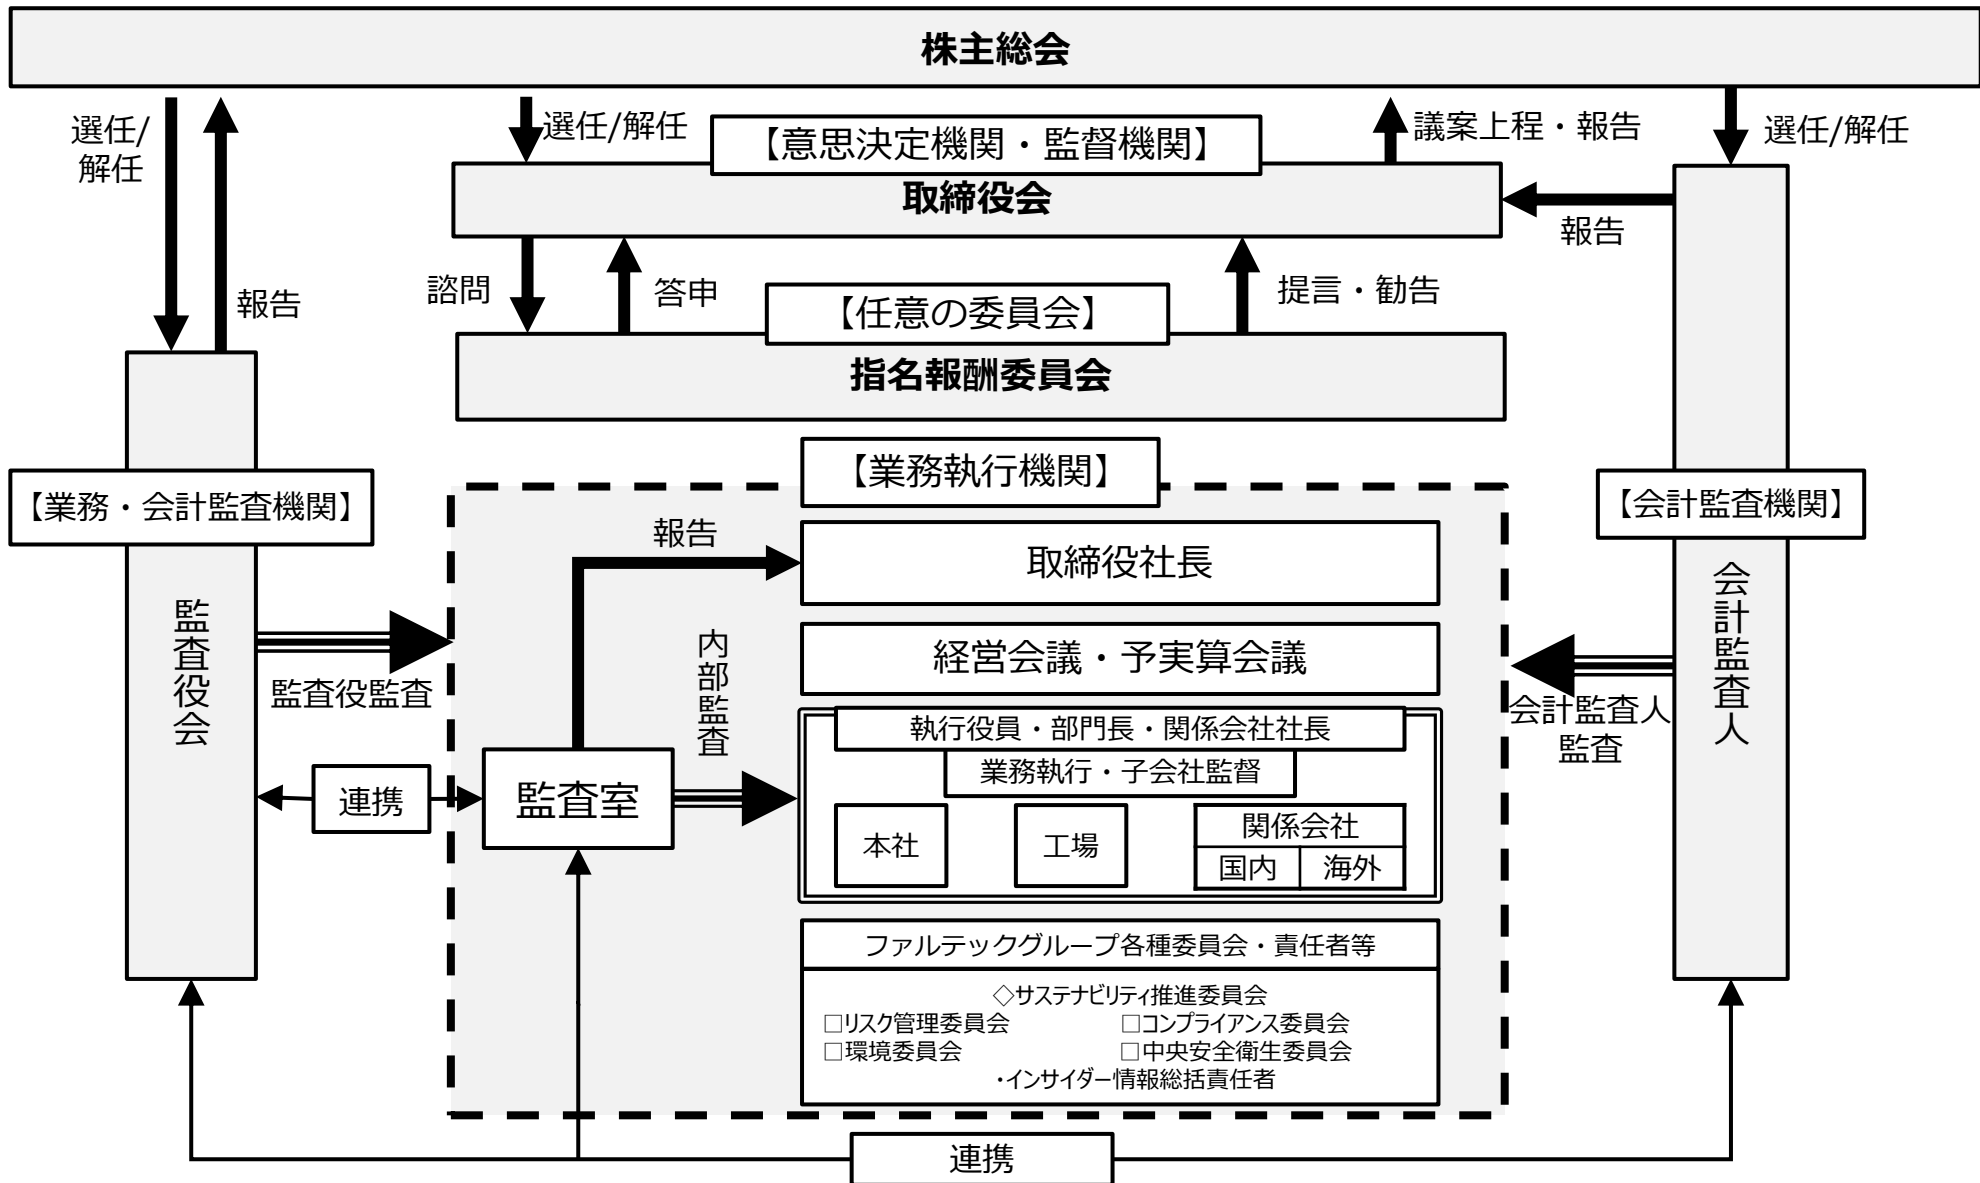 株主総会
選任/
解任
報告
選任/解任
議案上程・報告
選任/解任
【意思決定機関・監督機関】
取締役会
報告
諮問
答申
提言・勧告
【任意の委員会】
指名報酬委員会
【業務・会計監査機関】
監査役会
【会計監査機関】
会計監査人
【業務執行機関】
報告
取締役社長
監査役監査
内部監査
経営会議・予実算会議
会計監査人
監査
執行役員・部門長・関係会社社長
業務執行・子会社監督
連携
監査室
本社
工場
関係会社
国内
海外
ファルテックグループ各種委員会・責任者等
◇サステナビリティ推進委員会
□リスク管理委員会 □コンプライアンス委員会
□環境委員会 □中央安全衛生委員会
・インサイダー情報総括責任者
連携